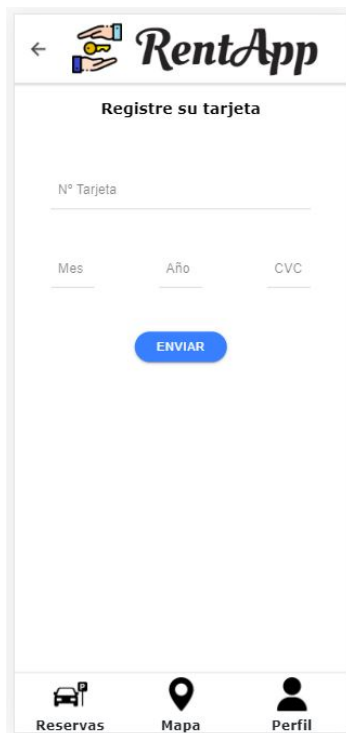 RentApp
Registre su tarjeta
Nº Tarjeta
Mes Año CVC
ENVIAR
P
Reservas Mapa Perfil